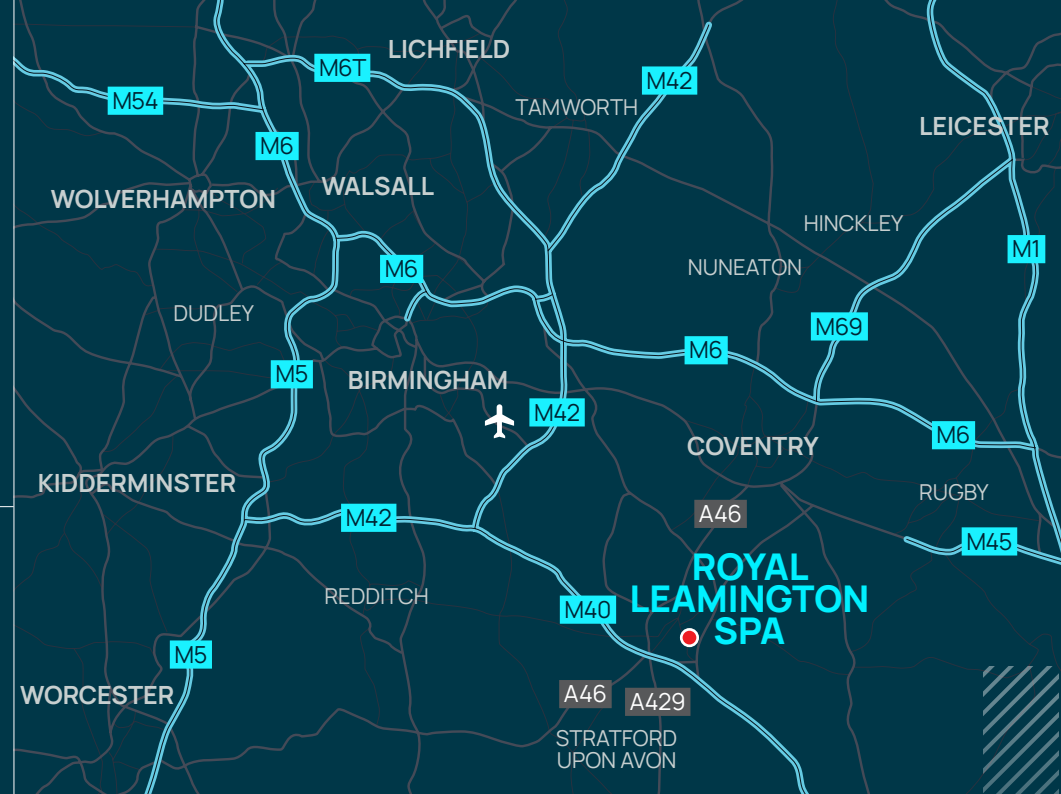 LICHFIELD
M6T
M42
M54
TAMWORTH
LEICESTER
M6
WALSALL
WOLVERHAMPTON
HINCKLEY
M1
M6
NUNEATON
DUDLEY
M69
M6
M5
BIRMINGHAM
M42
M6
COVENTRY
KIDDERMINSTER
RUGBY
A46
M42
M45
ROYAL
LEAMINGTON
SPA
REDDITCH
M40
M5
WORCESTER
A46
A429
STRATFORD
UPON AVON